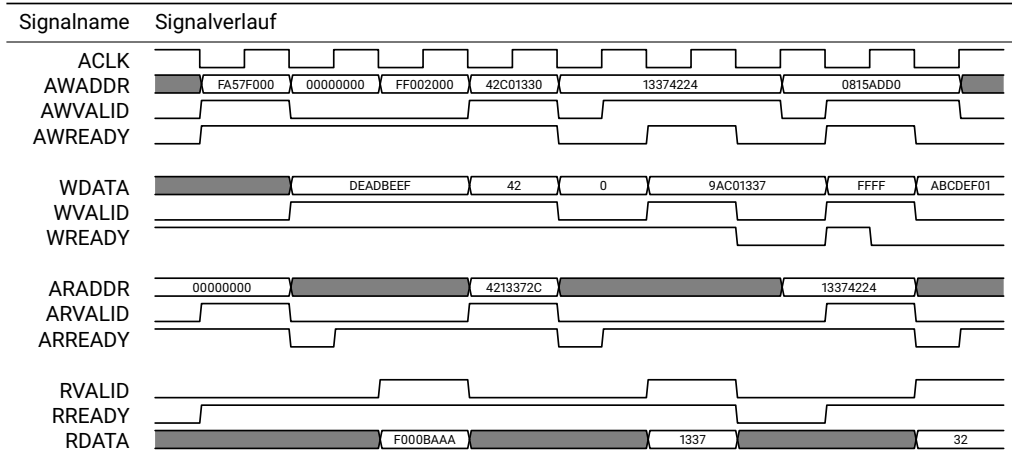 Signalname Signalverlauf
ACLK
AWADDR FA57F000 00000000 FF002000 42C01330 13374224 0815ADD0
AWVALID
AWREADY
WDATA DEADBEEF 42 0 9AC01337 FFFF ABCDEF01
WVALID
WREADY
ARADDR 00000000 4213372C 13374224
ARVALID
ARREADY
RVALID
RREADY
RDATA F000BAAA 1337 32